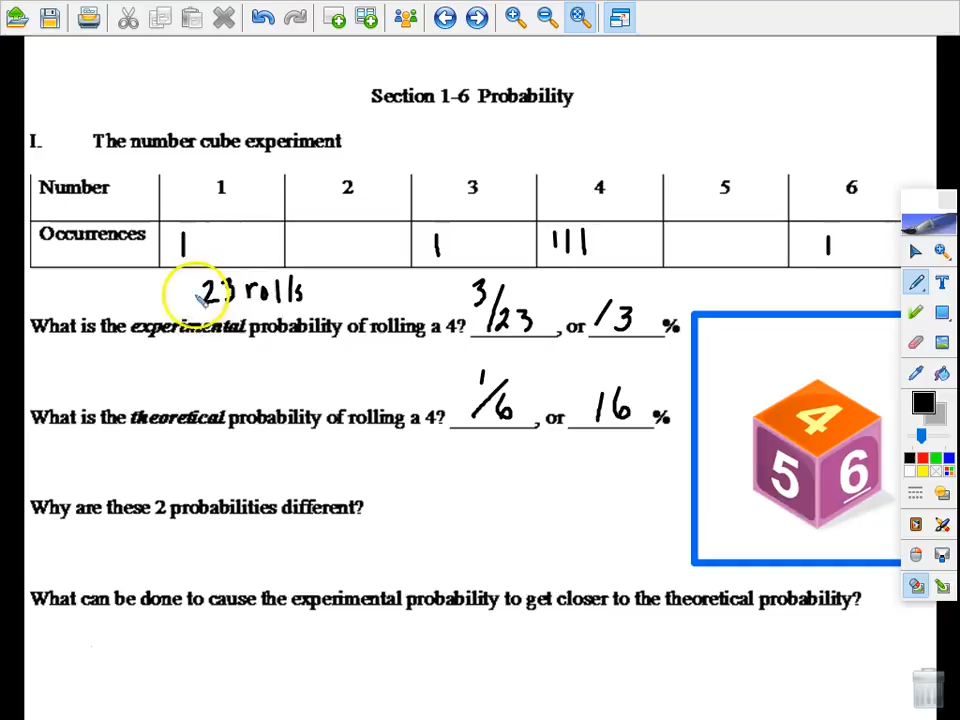 Section 1-6 Probability
I. The number cube experiment
Number 1 2 3 4 5 6
Occurrences 1 1 111 1
23 rolls
What is the experimental probability of rolling a 4? 3/23, or 13 %
What is the theoretical probability of rolling a 4? 1/6, or 16 %
4
5 6
Why are these 2 probabilities different?
What can be done to cause the experimental probability to get closer to the theoretical probability?